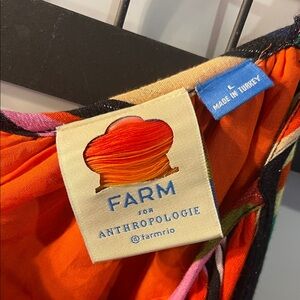 L
MADE IN TURKEY
FARM
FOR
ANTHROPOLOGIE
@farmrio